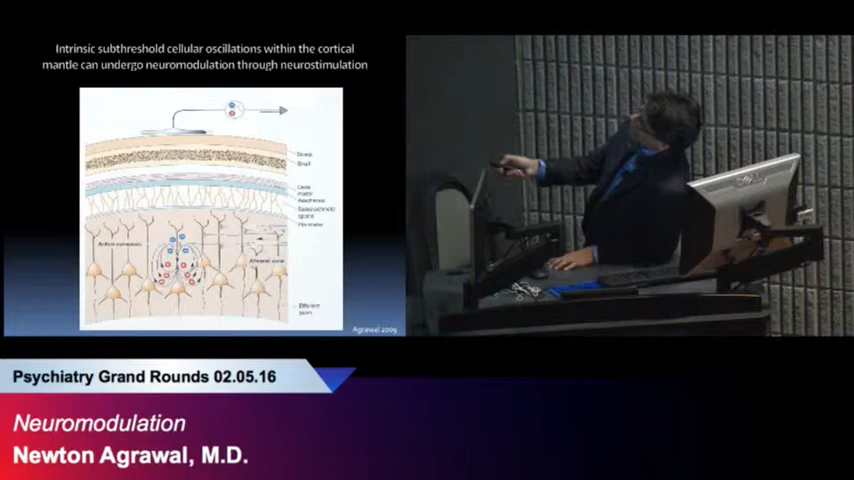 Intrinsic subthreshold cellular oscillations within the cortical
mantle can undergo neuromodulation through neurostimulation
Scalp
Skull
Dura
mater
Arachnoid
Subarachnoid
space
Pia mater
Afferent axon
Efferent
axon
Agrawal 2009
Psychiatry Grand Rounds 02.05.16
Neuromodulation
Newton Agrawal, M.D.